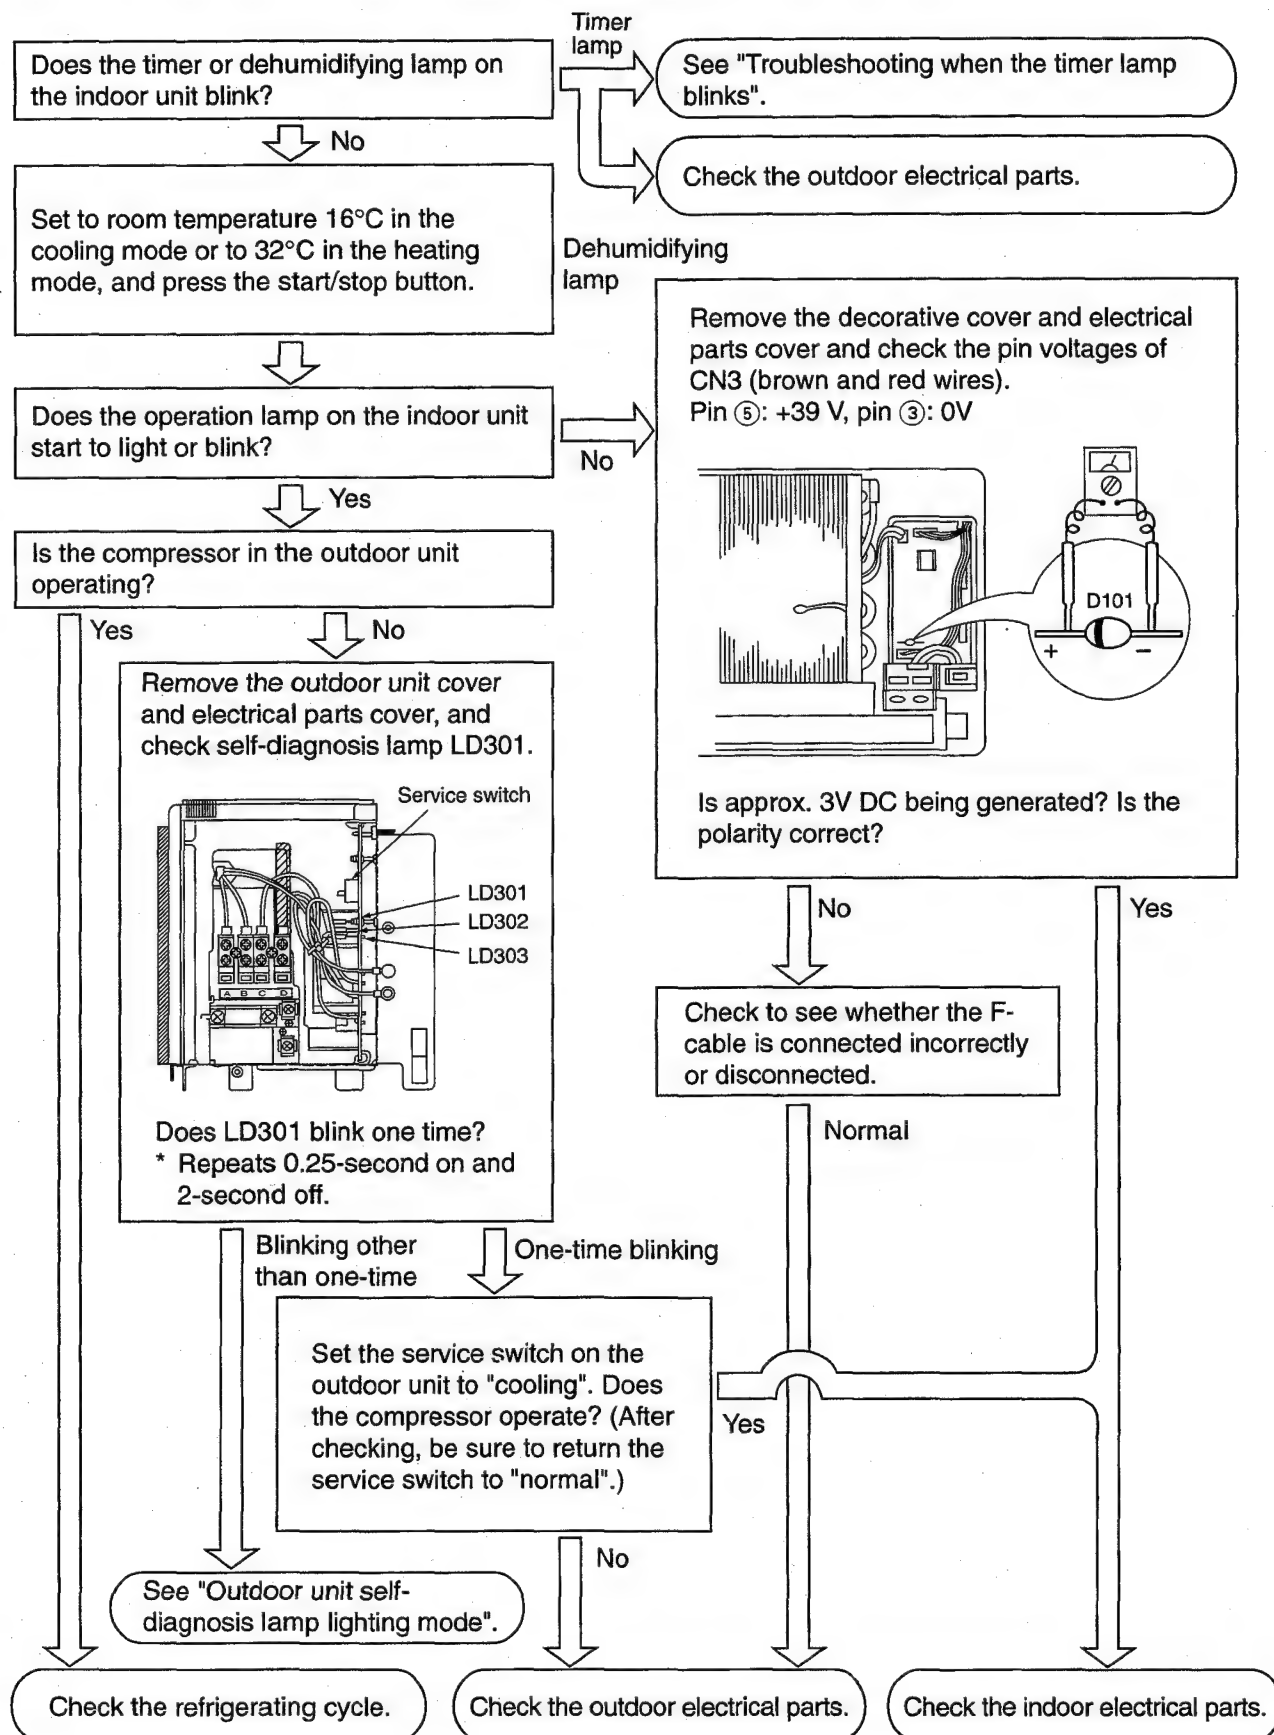 Timer
lamp
Does the timer or dehumidifying lamp on
the indoor unit blink?
See "Troubleshooting when the timer lamp
blinks".
No
Check the outdoor electrical parts.
Set to room temperature 16°C in the
cooling mode or to 32°C in the heating
mode, and press the start/stop button.
Dehumidifying
lamp
Remove the decorative cover and electrical
parts cover and check the pin voltages of
CN3 (brown and red wires).
Pin ⑤: +39 V, pin ③: 0V
Does the operation lamp on the indoor unit
start to light or blink?
No
Yes
Is the compressor in the outdoor unit
operating?
D101
+ −
Yes
No
Remove the outdoor unit cover
and electrical parts cover, and
check self-diagnosis lamp LD301.
Service switch
LD301
LD302
LD303
A B C D
Is approx. 3V DC being generated? Is the
polarity correct?
No
Yes
Check to see whether the F-
cable is connected incorrectly
or disconnected.
Normal
Does LD301 blink one time?
* Repeats 0.25-second on and
2-second off.
Blinking other
than one-time
One-time blinking
Set the service switch on the
outdoor unit to "cooling". Does
the compressor operate? (After
checking, be sure to return the
service switch to "normal".)
Yes
No
See "Outdoor unit self-
diagnosis lamp lighting mode".
Check the refrigerating cycle.
Check the outdoor electrical parts.
Check the indoor electrical parts.